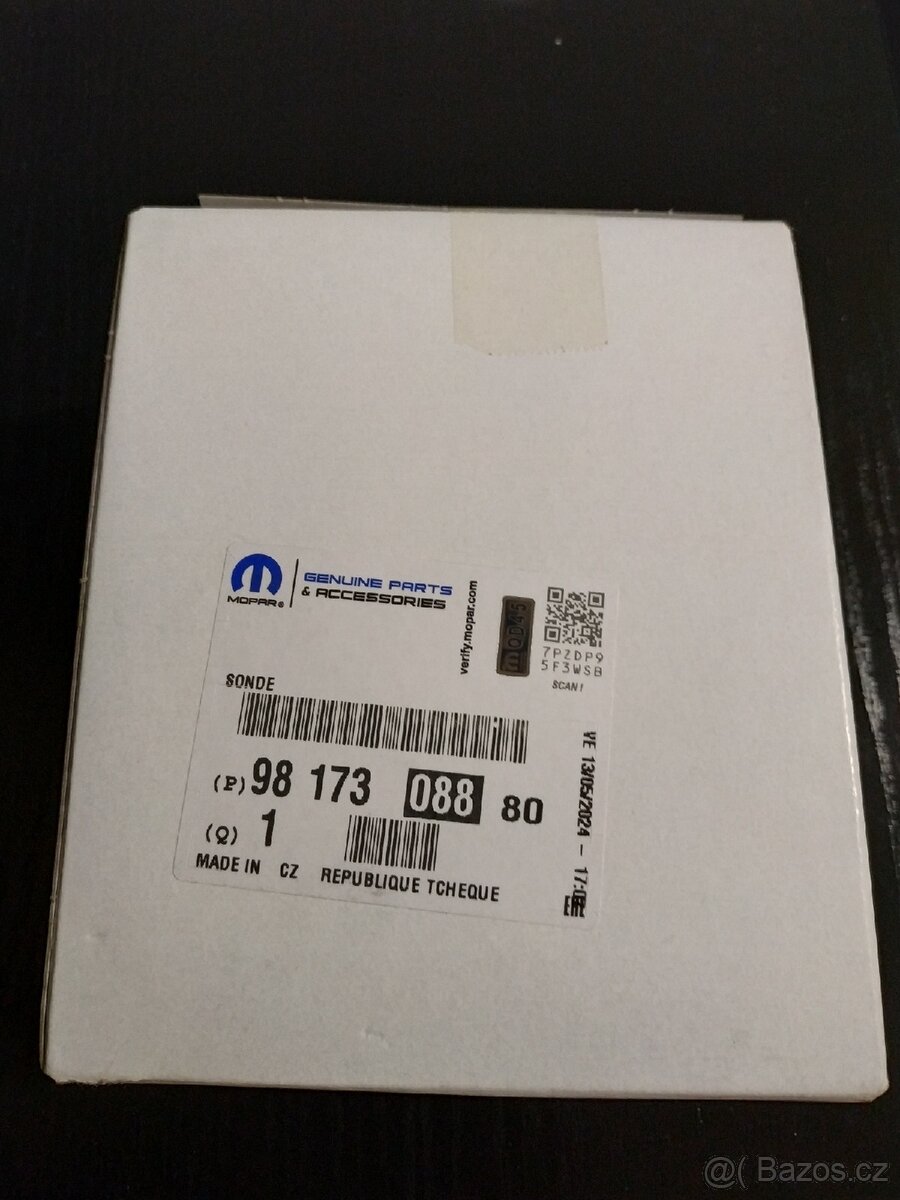 MOPAR®
GENUINE PARTS
& ACCESSORIES
verify.mopar.com
7PZDP9
5F3WSB
SCAN!
SONDE
(P) 98 173 088 80
(Q) 1
MADE IN CZ REPUBLIQUE TCHEQUE
VE 13/05/2024 -
@( Bazos.cz